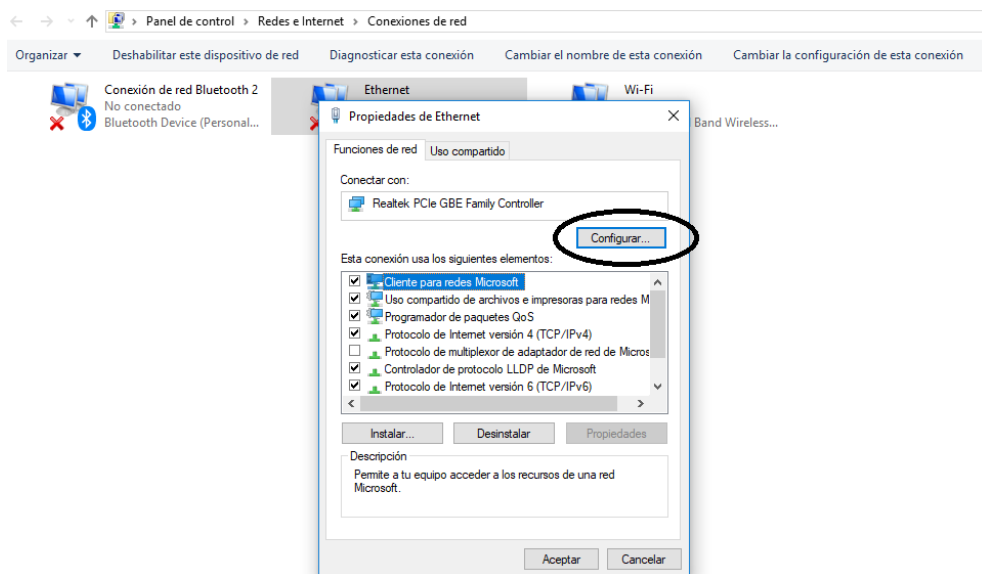 Panel de control > Redes e Internet > Conexiones de red
Organizar Deshabilitar este dispositivo de red Diagnosticar esta conexión Cambiar el nombre de esta conexión Cambiar la configuración de esta conexión
Conexión de red Bluetooth 2
No conectado
Bluetooth Device (Personal...
Ethernet
Wi-Fi
Band Wireless...
Propiedades de Ethernet
Funciones de red Uso compartido
Conectar con:
Realtek PCIe GBE Family Controller
Configurar...
Esta conexión usa los siguientes elementos:
Cliente para redes Microsoft
Uso compartido de archivos e impresoras para redes M
Programador de paquetes QoS
Protocolo de Internet versión 4 (TCP/IPv4)
Protocolo de multiplexor de adaptador de red de Micros
Controlador de protocolo LLDP de Microsoft
Protocolo de Internet versión 6 (TCP/IPv6)
Instalar... Desinstalar Propiedades
Descripción
Permite a tu equipo acceder a los recursos de una red
Microsoft.
Aceptar Cancelar